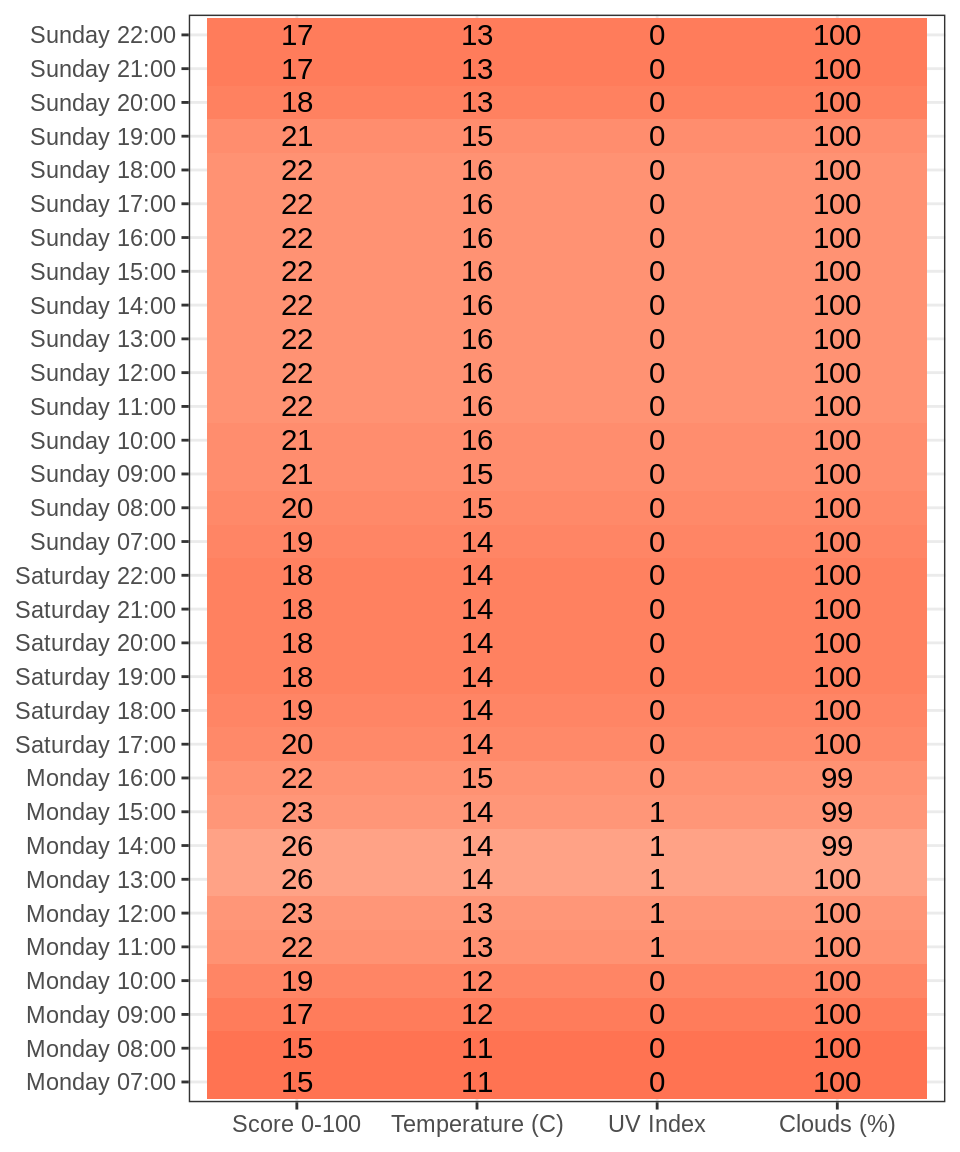 Sunday 22:00 17 13 0 100
Sunday 21:00 17 13 0 100
Sunday 20:00 18 13 0 100
Sunday 19:00 21 15 0 100
Sunday 18:00 22 16 0 100
Sunday 17:00 22 16 0 100
Sunday 16:00 22 16 0 100
Sunday 15:00 22 16 0 100
Sunday 14:00 22 16 0 100
Sunday 13:00 22 16 0 100
Sunday 12:00 22 16 0 100
Sunday 11:00 22 16 0 100
Sunday 10:00 21 16 0 100
Sunday 09:00 21 15 0 100
Sunday 08:00 20 15 0 100
Sunday 07:00 19 14 0 100
Saturday 22:00 18 14 0 100
Saturday 21:00 18 14 0 100
Saturday 20:00 18 14 0 100
Saturday 19:00 18 14 0 100
Saturday 18:00 19 14 0 100
Saturday 17:00 20 14 0 100
Monday 16:00 22 15 0 99
Monday 15:00 23 14 1 99
Monday 14:00 26 14 1 99
Monday 13:00 26 14 1 100
Monday 12:00 23 13 1 100
Monday 11:00 22 13 1 100
Monday 10:00 19 12 0 100
Monday 09:00 17 12 0 100
Monday 08:00 15 11 0 100
Monday 07:00 15 11 0 100
Score 0-100 Temperature (C) UV Index Clouds (%)